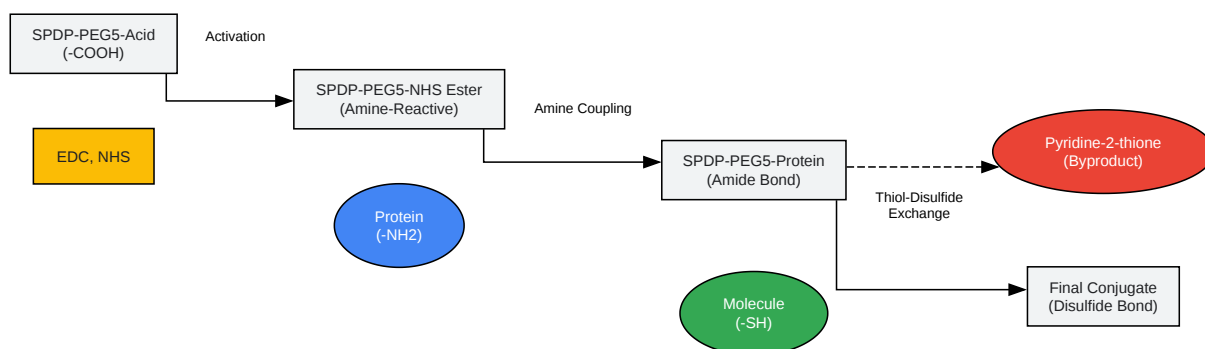 SPDP-PEG5-Acid
(-COOH)
Activation
EDC, NHS
SPDP-PEG5-NHS Ester
(Amine-Reactive)
Amine Coupling
Protein
(-NH2)
SPDP-PEG5-Protein
(Amide Bond)
Pyridine-2-thione
(Byproduct)
Thiol-Disulfide
Exchange
Molecule
(-SH)
Final Conjugate
(Disulfide Bond)